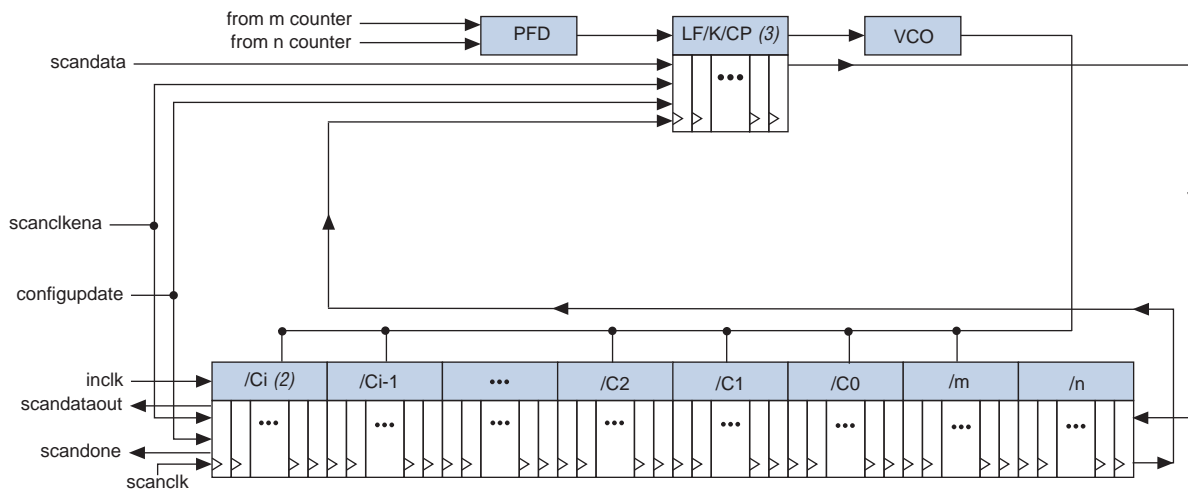 from m counter
from n counter
PFD
LF/K/CP (3)
VCO
scandata
scanclkena
configupdate
inclk
/Ci (2)
/Ci-1
•••
/C2
/C1
/C0
/m
/n
scandataout
scandone
scanclk